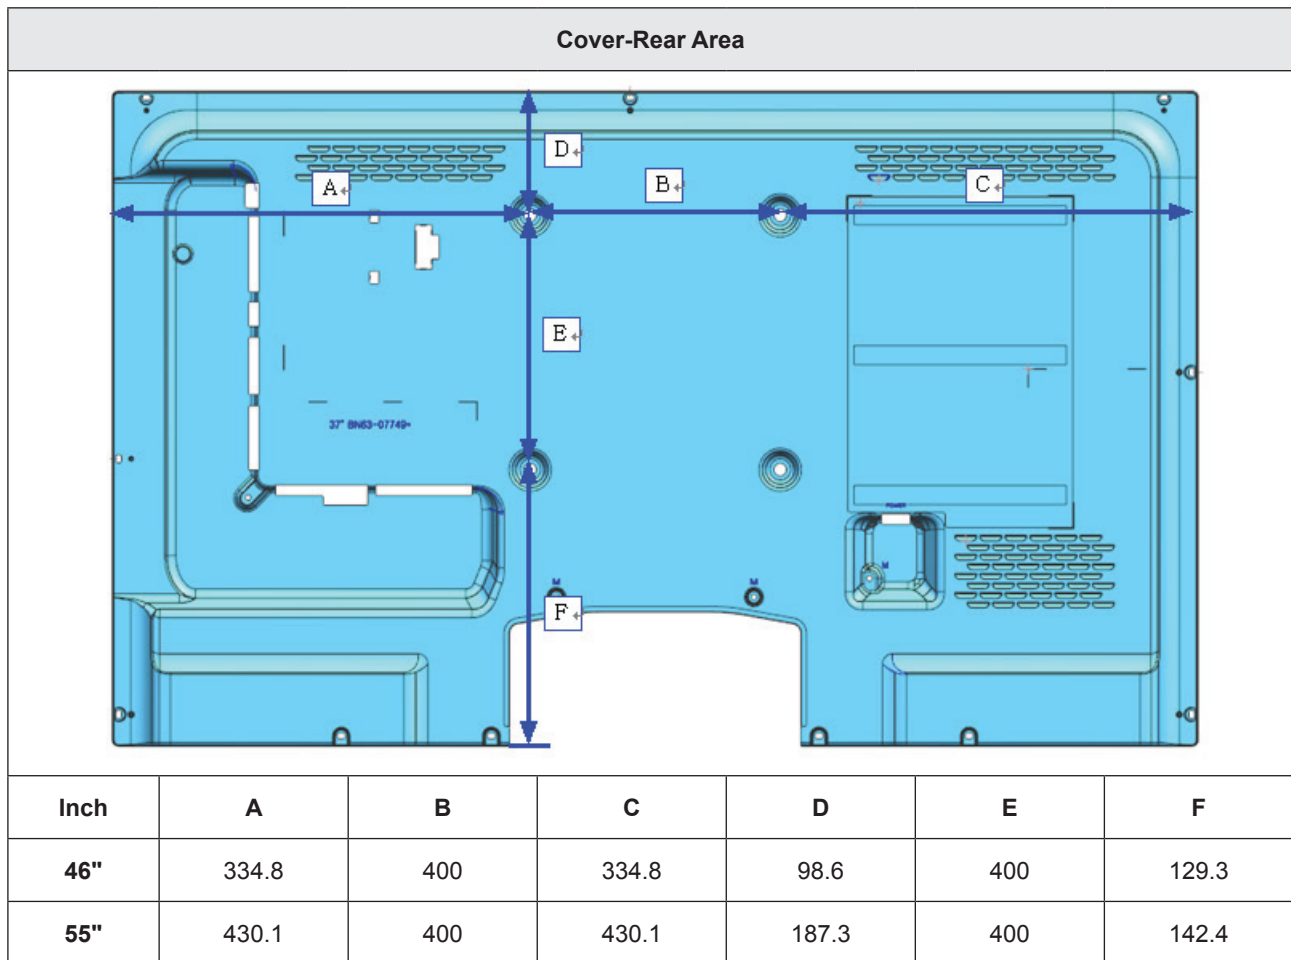 Cover-Rear Area
D
A
B
C
E
37" BN63-07749*
POWER
M
M
M
F
Inch A B C D E F
46" 334.8 400 334.8 98.6 400 129.3
55" 430.1 400 430.1 187.3 400 142.4